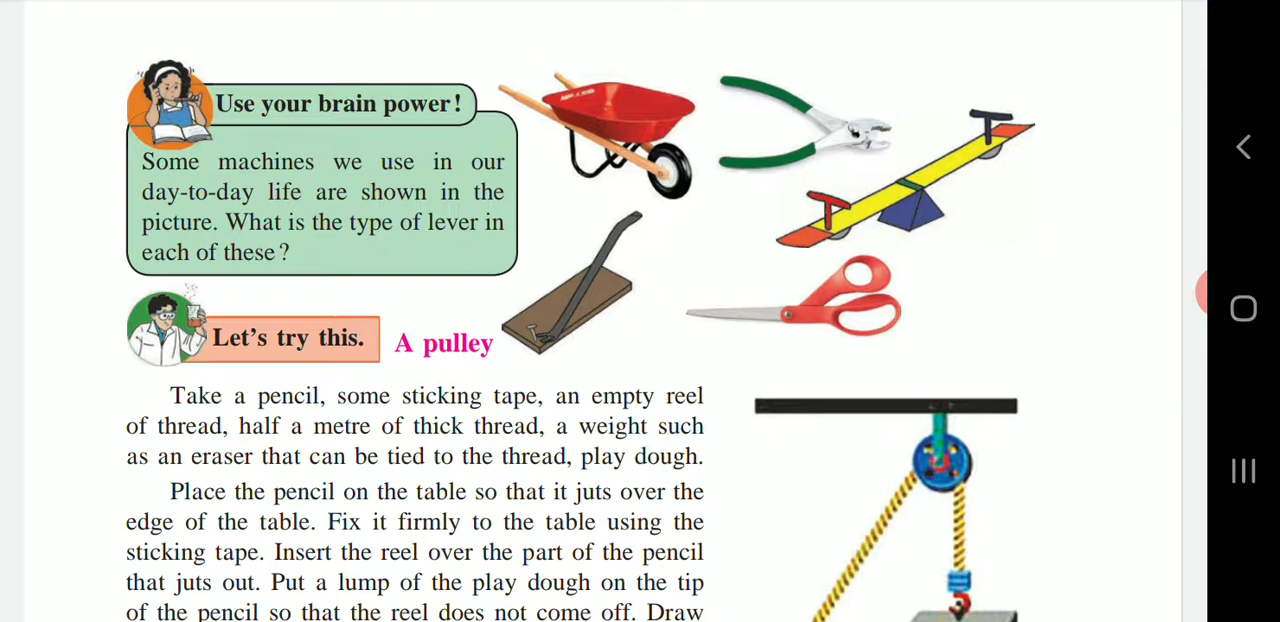 Use your brain power!
Some machines we use in our
day-to-day life are shown in the
picture. What is the type of lever in
each of these?
Let's try this.
A pulley
Take a pencil, some sticking tape, an empty reel
of thread, half a metre of thick thread, a weight such
as an eraser that can be tied to the thread, play dough.
Place the pencil on the table so that it juts over the
edge of the table. Fix it firmly to the table using the
sticking tape. Insert the reel over the part of the pencil
that juts out. Put a lump of the play dough on the tip
of the pencil so that the reel does not come off. Draw